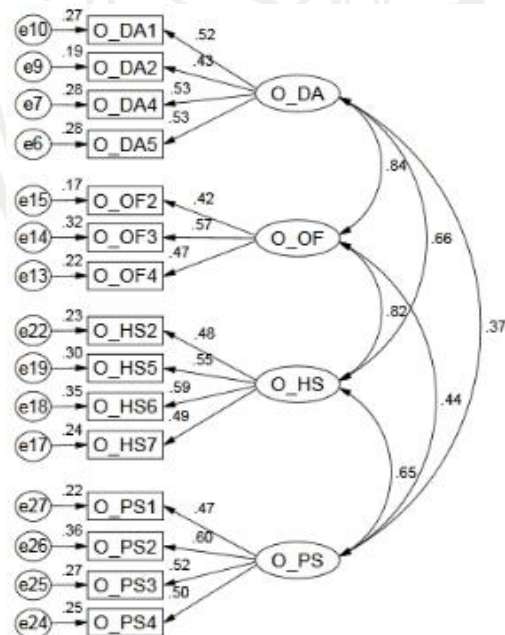 .27
e10 O_DA1 .52
.19
e9 O_DA2 .43
.28
e7 O_DA4 .53
O_DA
.28
e6 O_DA5 .53
.84
.17
e15 O_OF2 .42
.66
.32
e14 O_OF3 .57
O_OF
.22
e13 O_OF4 .47
.82
.37
.23
e22 O_HS2 .48
.30
e19 O_HS5 .55
O_HS
.35
e18 O_HS6 .59
.44
.24
e17 O_HS7 .49
.65
.22
e27 O_PS1 .47
.36
e26 O_PS2 .60
O_PS
.27
e25 O_PS3 .52
.25
e24 O_PS4 .50